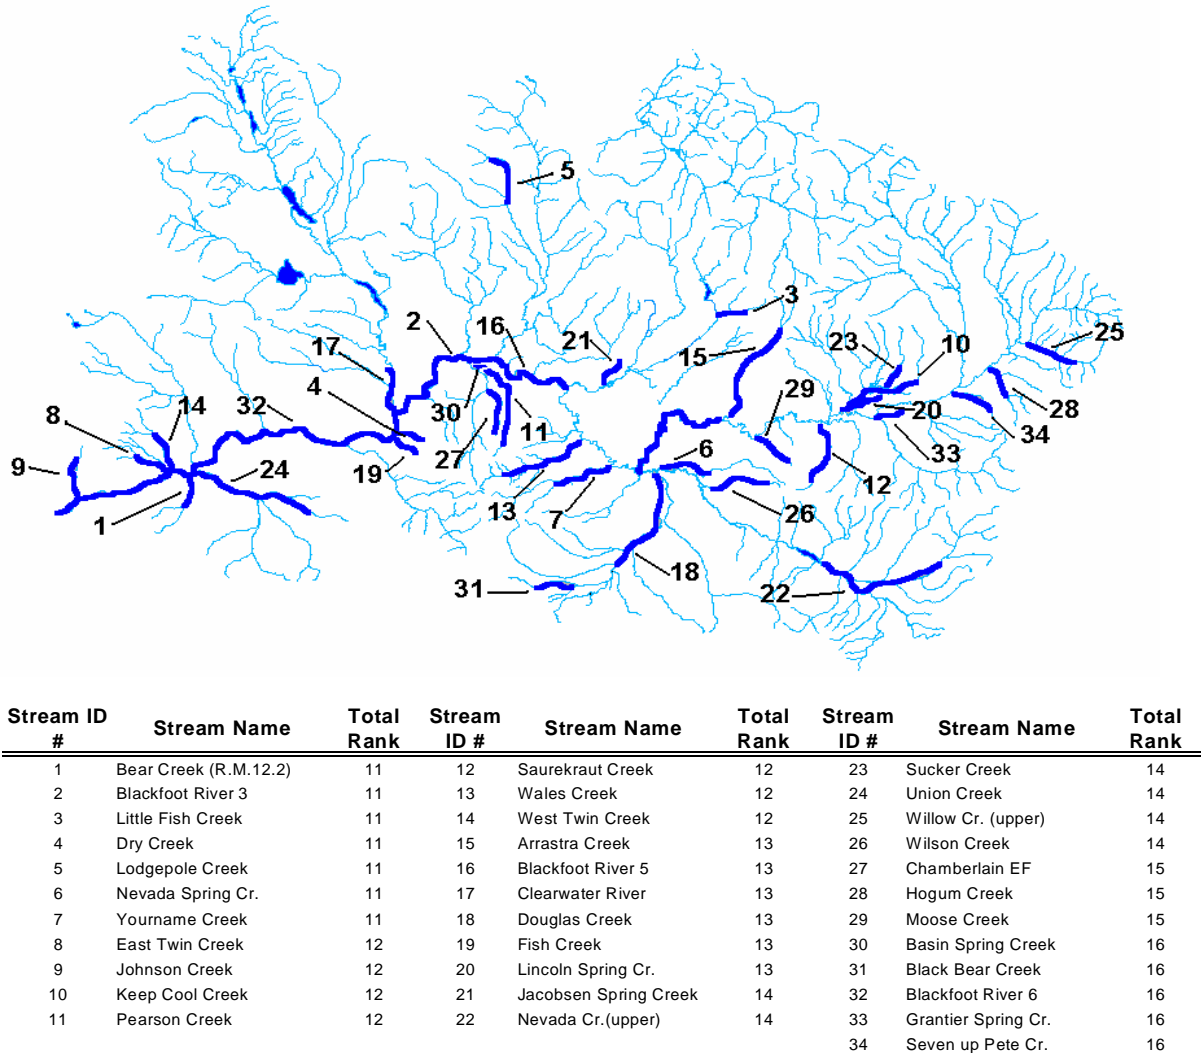 5
3
2
16
21
25
17
15
23
10
4
29
14
32
30
20
28
8
11
34
27
33
9
24
19
6
12
13
7
26
1
18
31
22
Stream ID # Stream Name Total Rank Stream ID # Stream Name Total Rank Stream ID # Stream Name Total Rank
1 Bear Creek (R.M.12.2) 11 12 Saurekraut Creek 12 23 Sucker Creek 14
2 Blackfoot River 3 11 13 Wales Creek 12 24 Union Creek 14
3 Little Fish Creek 11 14 West Twin Creek 12 25 Willow Cr. (upper) 14
4 Dry Creek 11 15 Arrastra Creek 13 26 Wilson Creek 14
5 Lodgepole Creek 11 16 Blackfoot River 5 13 27 Chamberlain EF 15
6 Nevada Spring Cr. 11 17 Clearwater River 13 28 Hogum Creek 15
7 Yourname Creek 11 18 Douglas Creek 13 29 Moose Creek 15
8 East Twin Creek 12 19 Fish Creek 13 30 Basin Spring Creek 16
9 Johnson Creek 12 20 Lincoln Spring Cr. 13 31 Black Bear Creek 16
10 Keep Cool Creek 12 21 Jacobsen Spring Creek 14 32 Blackfoot River 6 16
11 Pearson Creek 12 22 Nevada Cr.(upper) 14 33 Grantier Spring Cr. 16
34 Seven up Pete Cr. 16